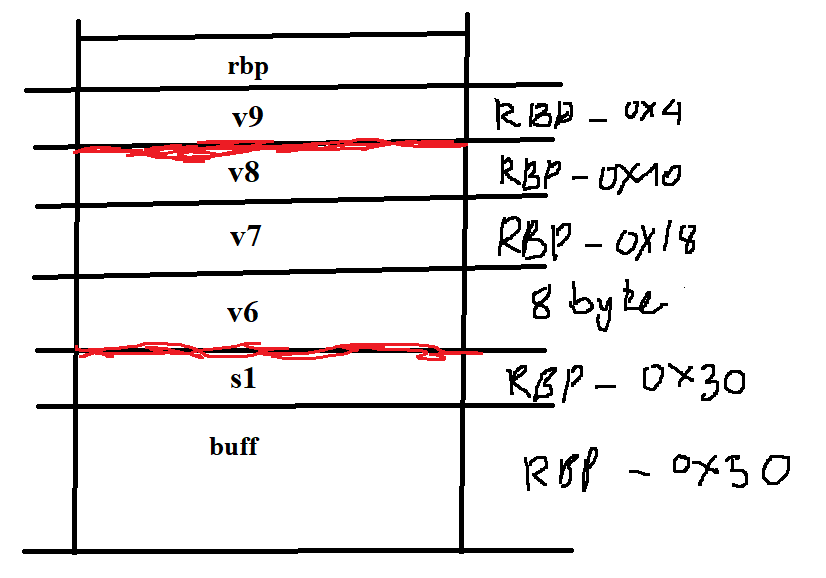 rbp
v9 RBP - 0x4
v8 RBP - 0x10
v7 RBP - 0x18
v6 8 byte
s1 RBP - 0x30
buff RBP - 0x50